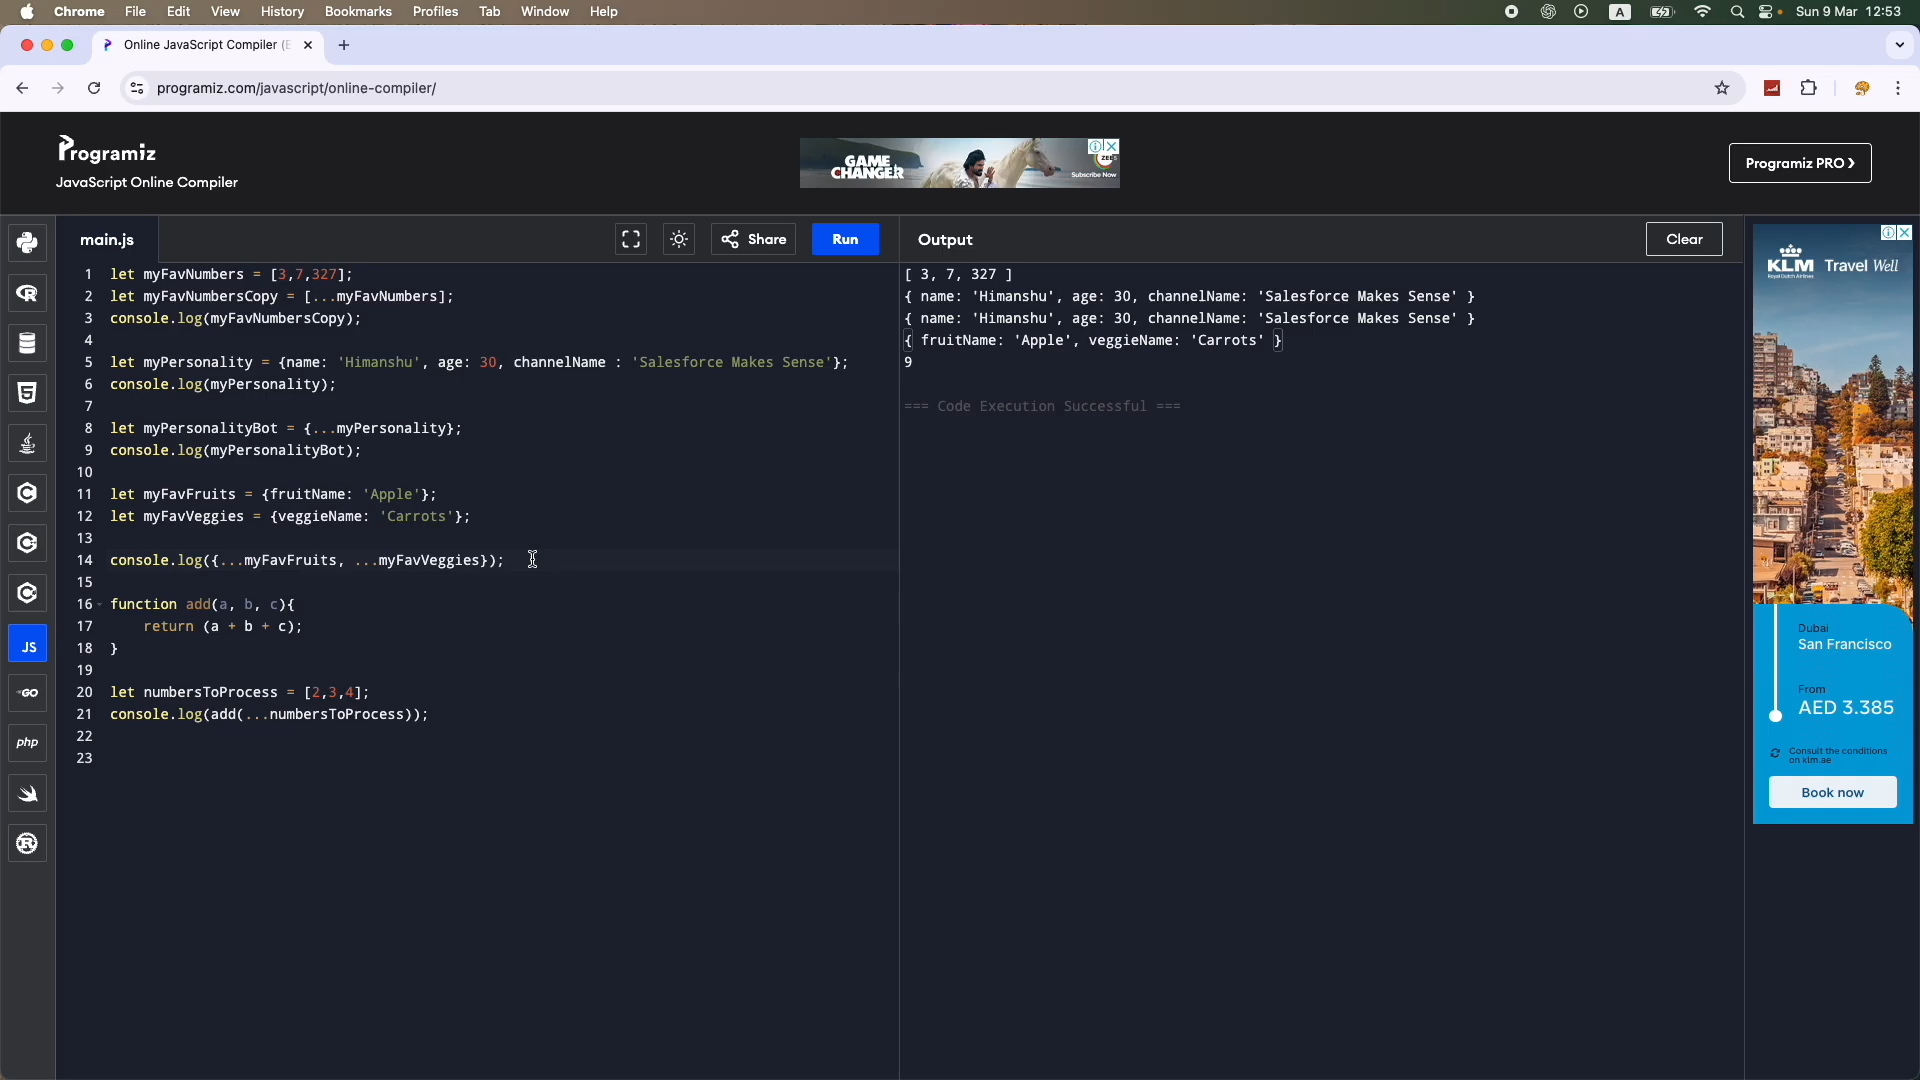 Chrome File Edit View History Bookmarks Profiles Tab Window Help
A
Sun 9 Mar 12:53
Online JavaScript Compiler (E
programiz.com/javascript/online-compiler/
Programiz
JavaScript Online Compiler
GAME
CHANGER
ZEE5
Subscribe Now
Programiz PRO
main.js
Share
Run
Output
Clear
1 let myFavNumbers = [3,7,327];
2 let myFavNumbersCopy = [...myFavNumbers];
3 console.log(myFavNumbersCopy);
4
5 let myPersonality = {name: 'Himanshu', age: 30, channelName : 'Salesforce Makes Sense'};
6 console.log(myPersonality);
7
8 let myPersonalityBot = {...myPersonality};
9 console.log(myPersonalityBot);
10
11 let myFavFruits = {fruitName: 'Apple'};
12 let myFavVeggies = {veggieName: 'Carrots'};
13
14 console.log({...myFavFruits, ...myFavVeggies});
15
16 function add(a, b, c){
17 return (a + b + c);
18 }
19
20 let numbersToProcess = [2,3,4];
21 console.log(add(...numbersToProcess));
22
23
[ 3, 7, 327 ]
{ name: 'Himanshu', age: 30, channelName: 'Salesforce Makes Sense' }
{ name: 'Himanshu', age: 30, channelName: 'Salesforce Makes Sense' }
{ fruitName: 'Apple', veggieName: 'Carrots' }
9
=== Code Execution Successful ===
JS
GO
php
KLM Travel Well
Royal Dutch Airlines
Dubai
San Francisco
From
AED 3.385
Consult the conditions
on klm.ae
Book now